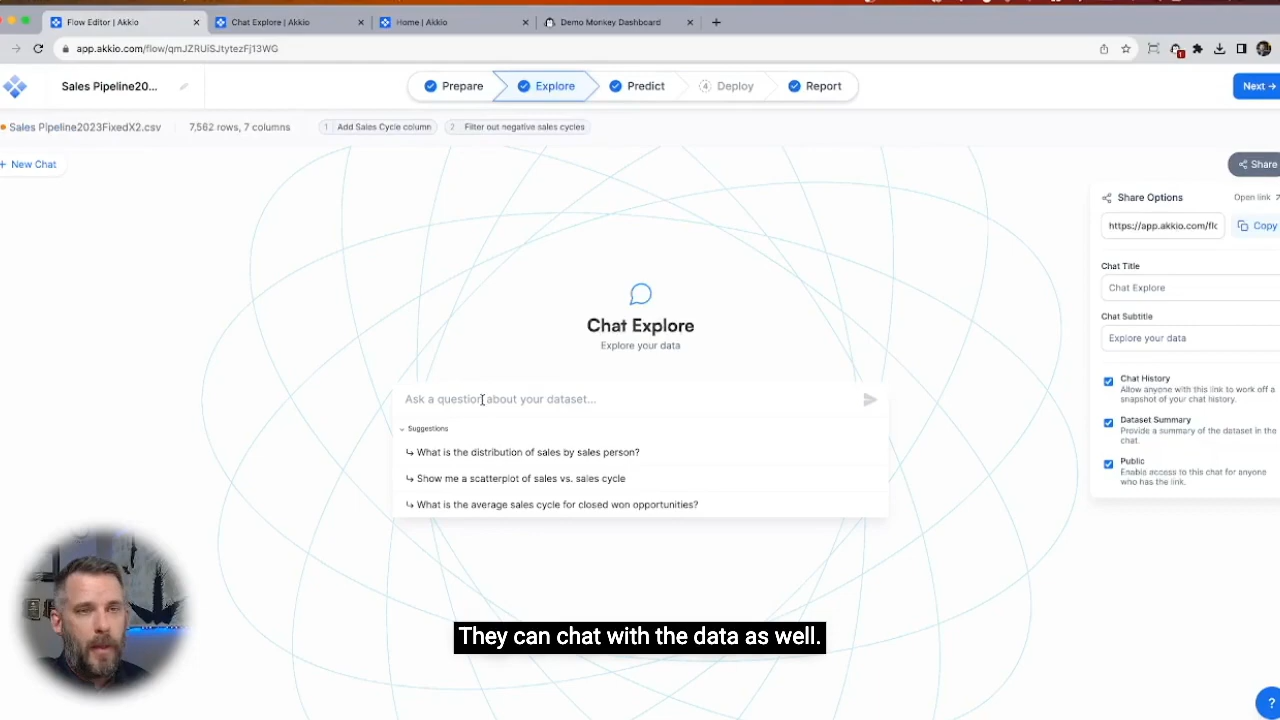 Flow Editor | Akkio
Chat Explore | Akkio
Home | Akkio
Demo Monkey Dashboard
app.akkio.com/flow/qmJZRUiSJtytezFj13WG
Sales Pipeline20...
Prepare
Explore
Predict
4 Deploy
Report
Next →
Sales Pipeline2023FixedX2.csv
7,562 rows, 7 columns
1 Add Sales Cycle column
2 Filter out negative sales cycles
+ New Chat
Share
Share Options
Open link
https://app.akkio.com/flo
Copy
Chat Title
Chat Explore
Chat Subtitle
Explore your data
Chat History
Allow anyone with this link to work off a
snapshot of your chat history.
Dataset Summary
Provide a summary of the dataset in the
chat.
Public
Enable access to this chat for anyone
who has the link.
Chat Explore
Explore your data
Ask a question about your dataset...
Suggestions
What is the distribution of sales by sales person?
Show me a scatterplot of sales vs. sales cycle
What is the average sales cycle for closed won opportunities?
They can chat with the data as well.
?